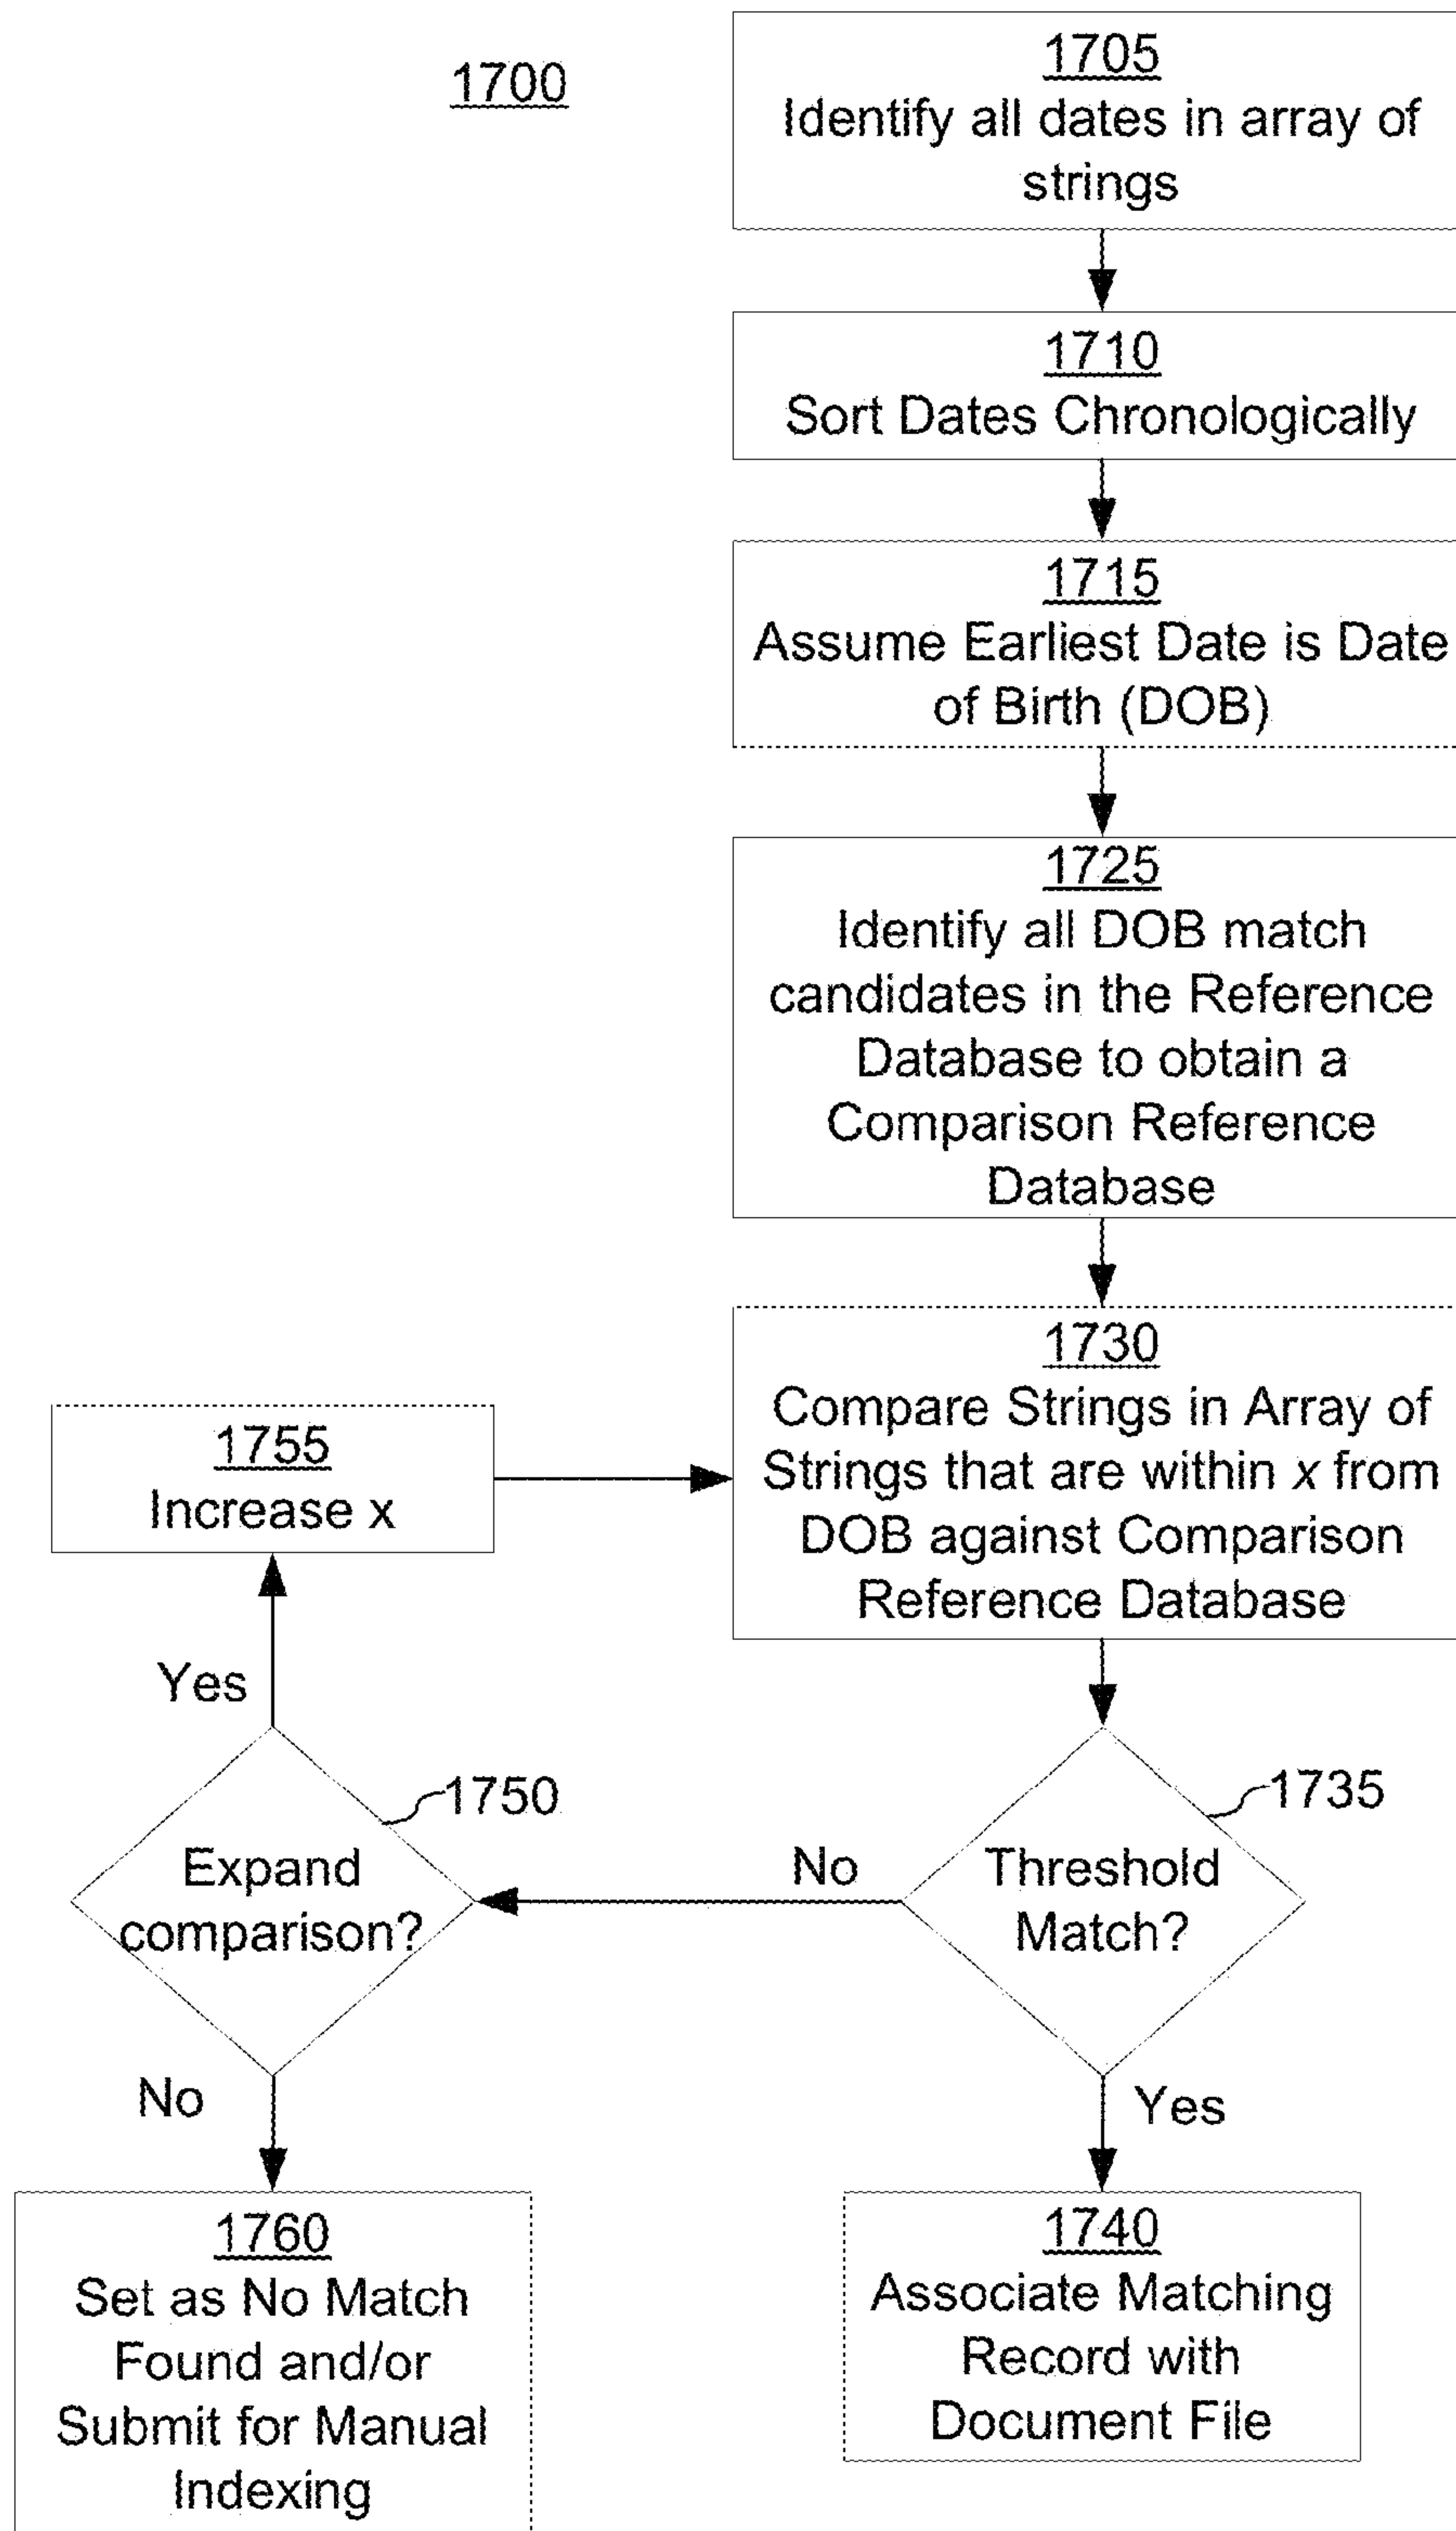 1700
1705
Identify all dates in array of
strings
1710
Sort Dates Chronologically
1715
Assume Earliest Date is Date
of Birth (DOB)
1725
Identify all DOB match
candidates in the Reference
Database to obtain a
Comparison Reference
Database
1730
Compare Strings in Array of
Strings that are within x from
DOB against Comparison
Reference Database
1755
Increase x
Yes
1750
Expand
comparison?
No
1735
Threshold
Match?
No
Yes
1760
Set as No Match
Found and/or
Submit for Manual
Indexing
1740
Associate Matching
Record with
Document File